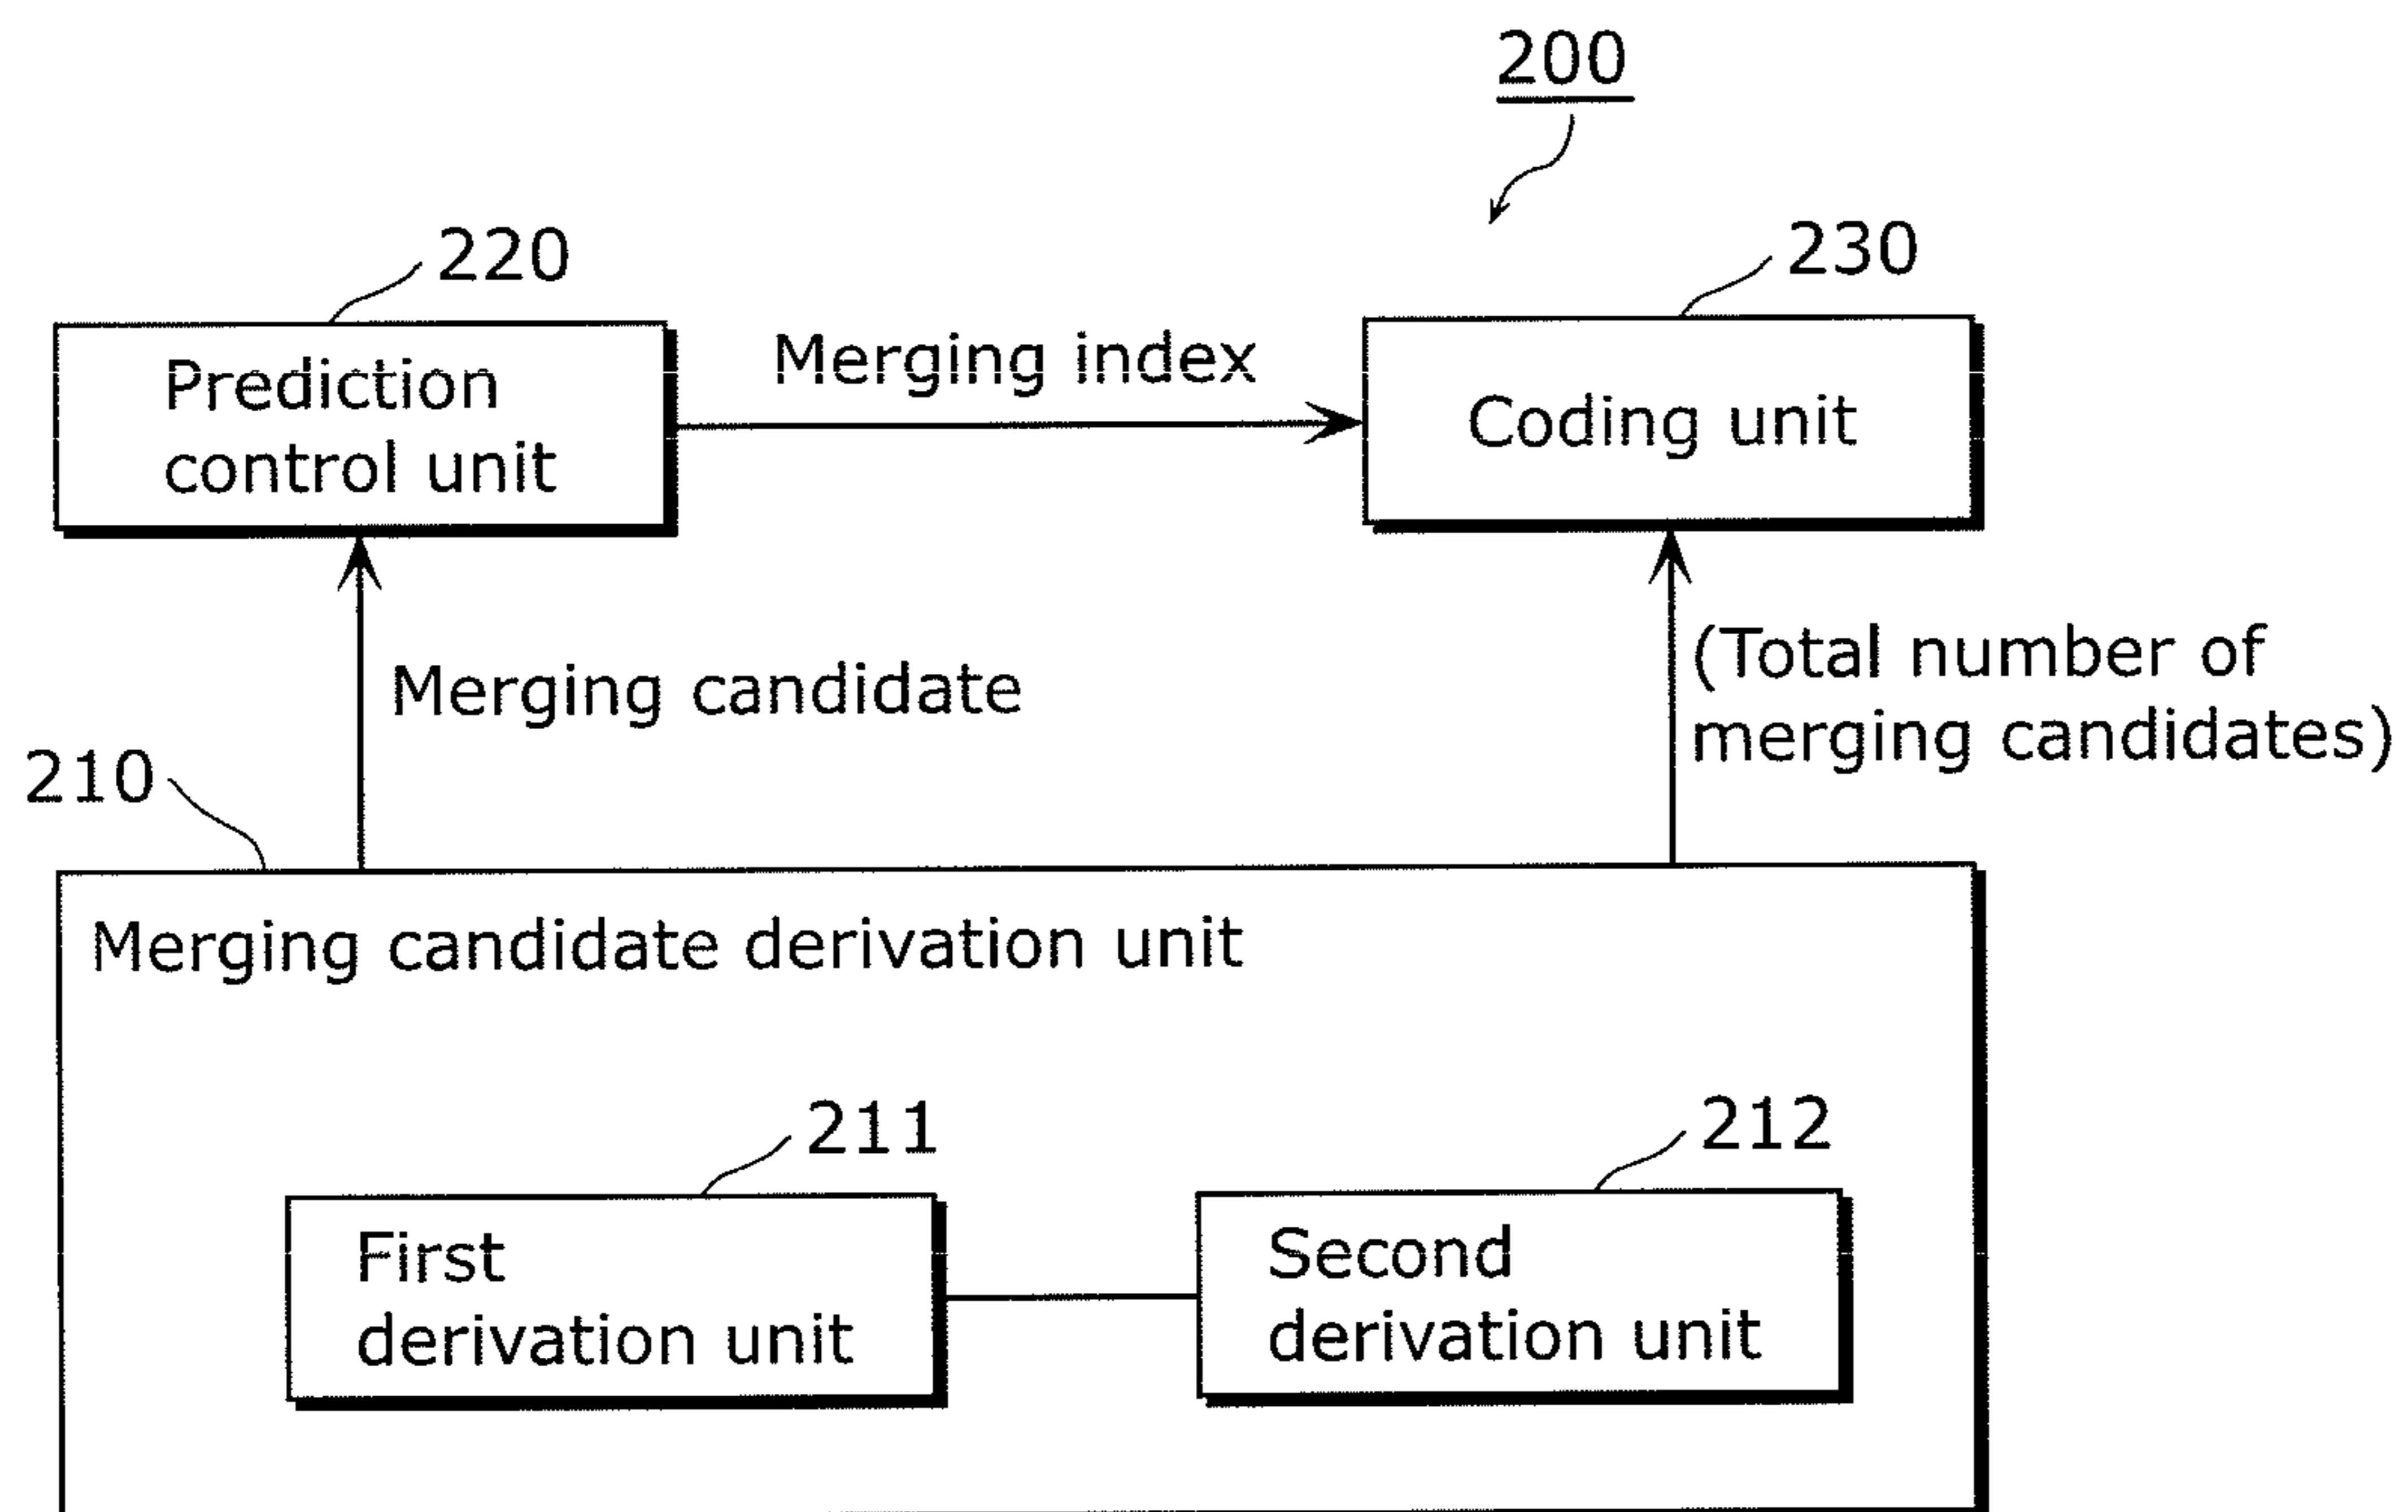 200
220
230
Prediction
control unit
Merging index
Coding unit
Merging candidate
(Total number of
merging candidates)
210
Merging candidate derivation unit
211
212
First
derivation unit
Second
derivation unit